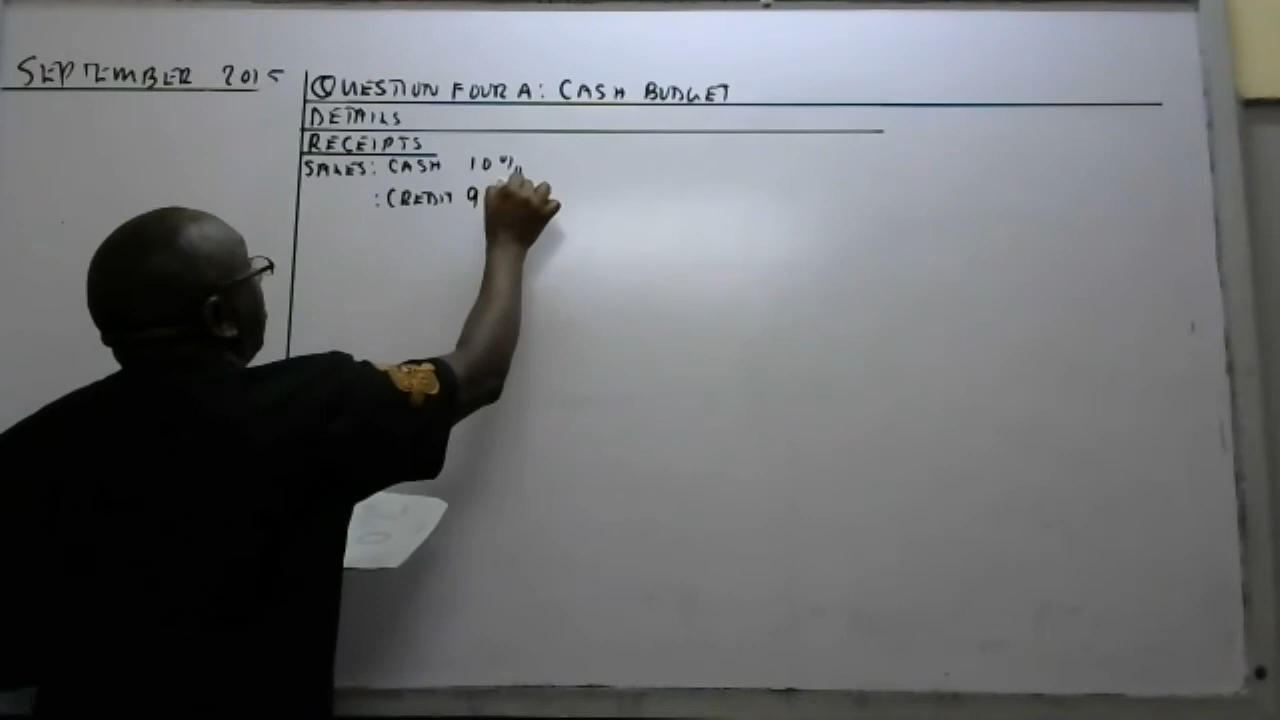 SEPTEMBER 2015
QUESTION FOUR A: CASH BUDGET
DETAILS
RECEIPTS
SALES: CASH 10%
: CREDIT 9